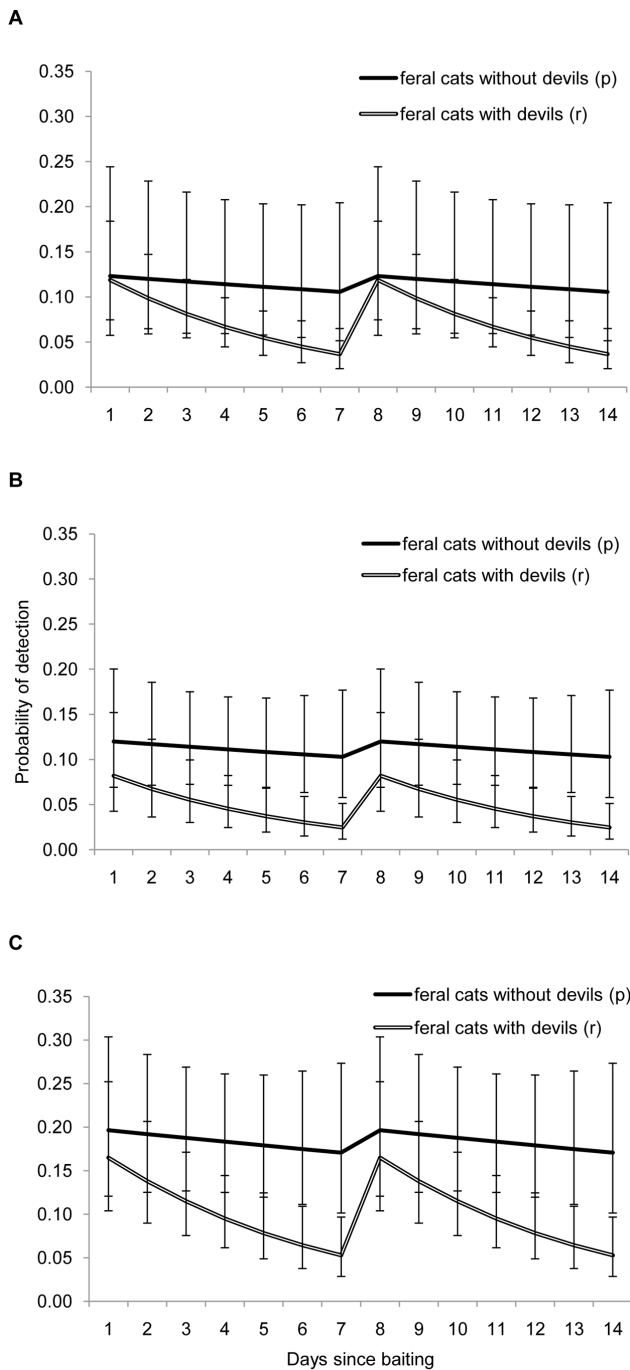 A
0.35
0.30
0.25
0.20
0.15
0.10
0.05
0.00
feral cats without devils (p)
feral cats with devils (r)
1 2 3 4 5 6 7 8 9 10 11 12 13 14
B
Probability of detection
0.35
0.30
0.25
0.20
0.15
0.10
0.05
0.00
feral cats without devils (p)
feral cats with devils (r)
1 2 3 4 5 6 7 8 9 10 11 12 13 14
C
0.35
0.30
0.25
0.20
0.15
0.10
0.05
0.00
feral cats without devils (p)
feral cats with devils (r)
1 2 3 4 5 6 7 8 9 10 11 12 13 14
Days since baiting